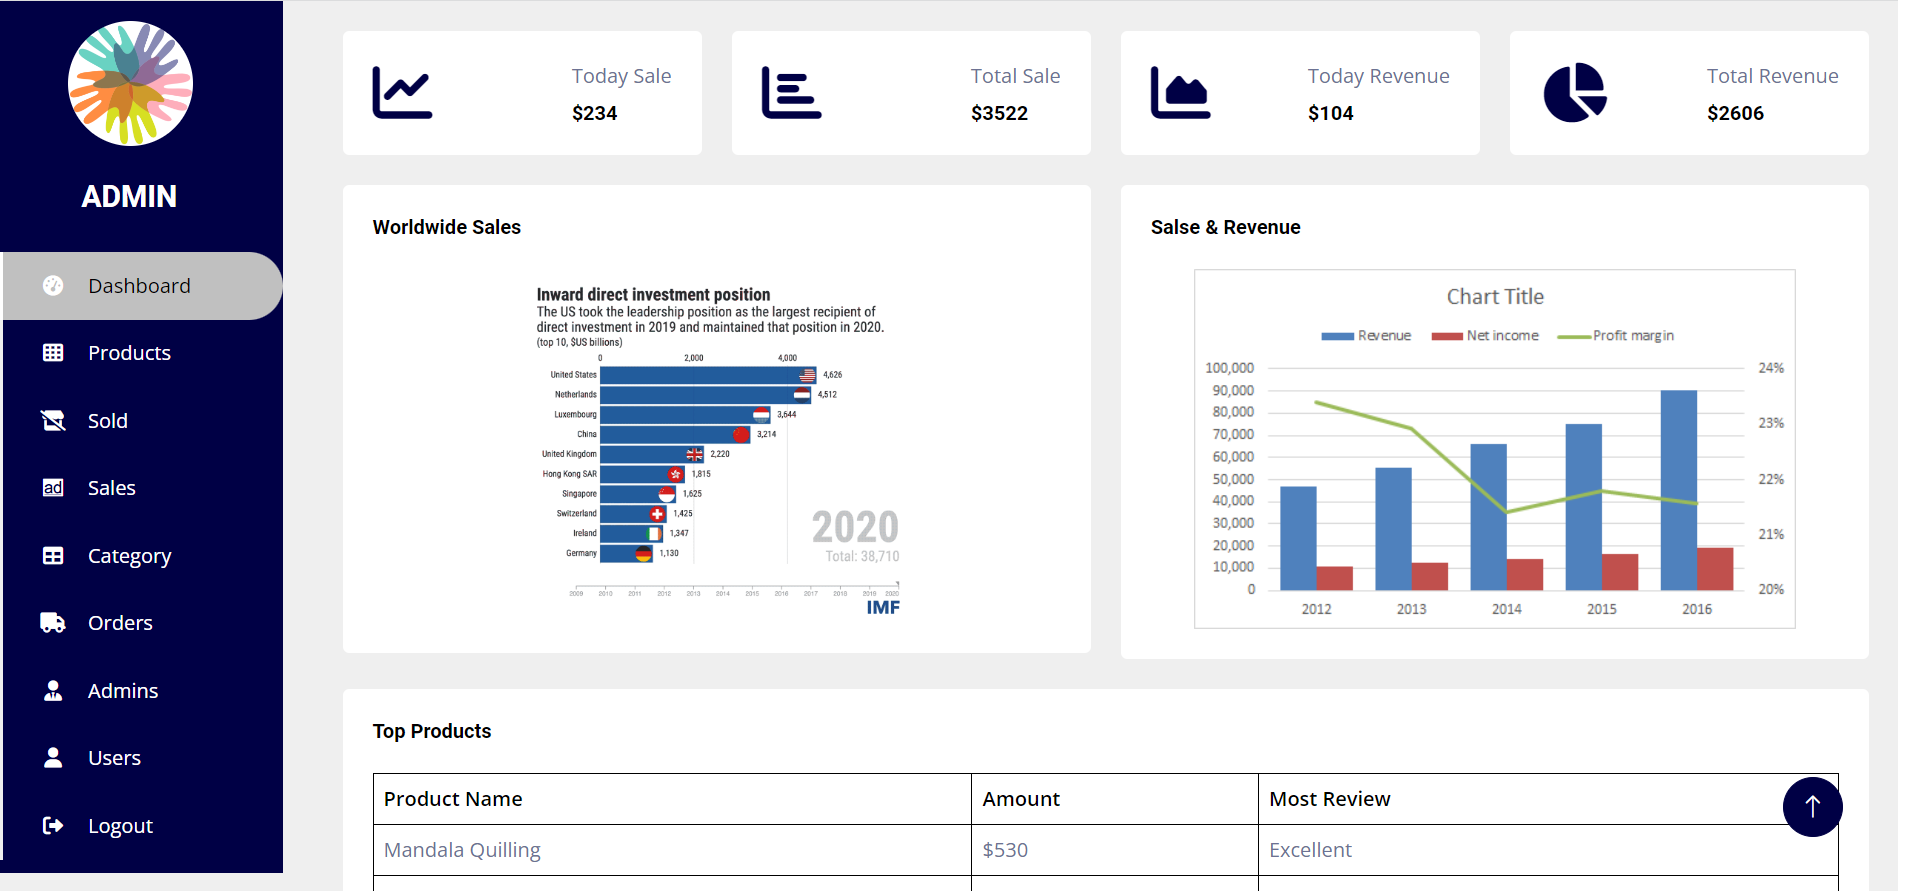 ADMIN
Dashboard
Products
Sold
ad
Sales
Category
Orders
Admins
Users
Logout
Today Sale
$234
Total Sale
$3522
Today Revenue
$104
Total Revenue
$2606
Worldwide Sales
Inward direct investment position
The US took the leadership position as the largest recipient of
direct investment in 2019 and maintained that position in 2020.
(top 10, $US billions)
0 2,000 4,000
United States 4,626
Netherlands 4,512
Luxembourg 3,644
China 3,214
United Kingdom 2,220
Hong Kong SAR 1,815
Singapore 1,625
Switzerland 1,425
Ireland 1,347
Germany 1,130
2020
Total: 38,710
2009 2010 2011 2012 2013 2014 2015 2016 2017 2018 2019 2020
IMF
Salse & Revenue
Chart Title
Revenue Net income Profit margin
100,000 24%
90,000
80,000 23%
70,000
60,000
50,000 22%
40,000
30,000 21%
20,000
10,000
0 20%
2012 2013 2014 2015 2016
Top Products
Product Name Amount Most Review
Mandala Quilling $530 Excellent